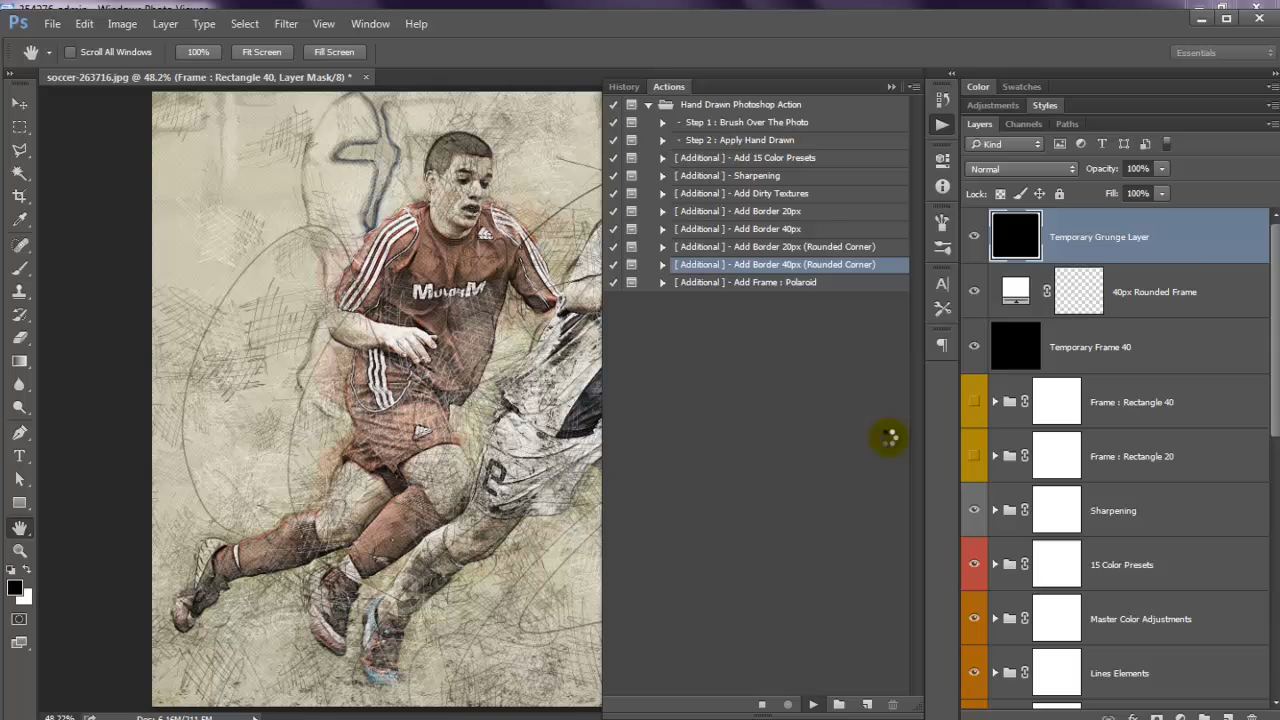 Ps File Edit Image Layer Type Select Filter View Window Help
Scroll All Windows 100% Fit Screen Fill Screen Essentials
soccer-263716.jpg @ 48.2% (Frame : Rectangle 40, Layer Mask/8) * ×
History Actions
Hand Drawn Photoshop Action
- Step 1 : Brush Over The Photo
- Step 2 : Apply Hand Drawn
[ Additional ] - Add 15 Color Presets
[ Additional ] - Sharpening
[ Additional ] - Add Dirty Textures
[ Additional ] - Add Border 20px
[ Additional ] - Add Border 40px
[ Additional ] - Add Border 20px (Rounded Corner)
[ Additional ] - Add Border 40px (Rounded Corner)
[ Additional ] - Add Frame : Polaroid
Color Swatches
Adjustments Styles
Layers Channels Paths
Kind
Normal Opacity: 100%
Lock: Fill: 100%
Temporary Grunge Layer
40px Rounded Frame
Temporary Frame 40
Frame : Rectangle 40
Frame : Rectangle 20
Sharpening
15 Color Presets
Master Color Adjustments
Lines Elements
48.22% Doc: 6.16M/211.5M